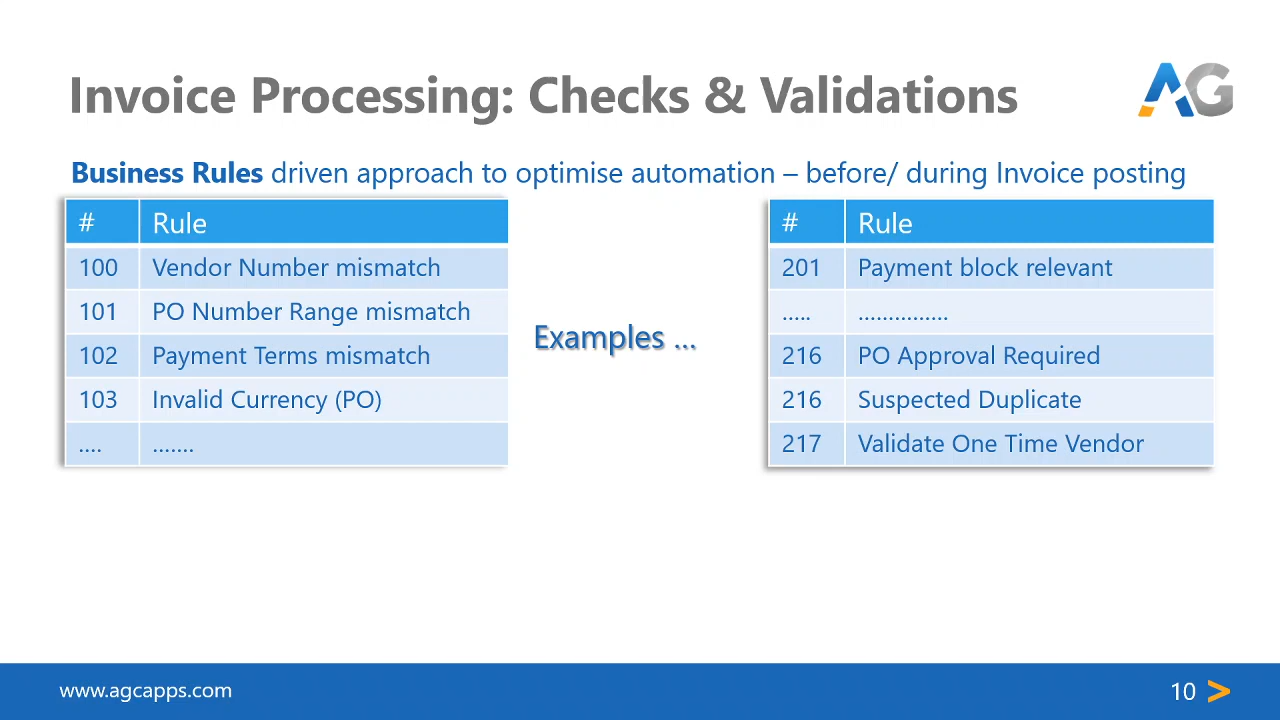 Invoice Processing: Checks & Validations
AG
Business Rules driven approach to optimise automation – before/ during Invoice posting
# Rule
100 Vendor Number mismatch
101 PO Number Range mismatch
102 Payment Terms mismatch
103 Invalid Currency (PO)
.... .......
Examples ...
# Rule
201 Payment block relevant
..... ...............
216 PO Approval Required
216 Suspected Duplicate
217 Validate One Time Vendor
www.agcapps.com
10 >